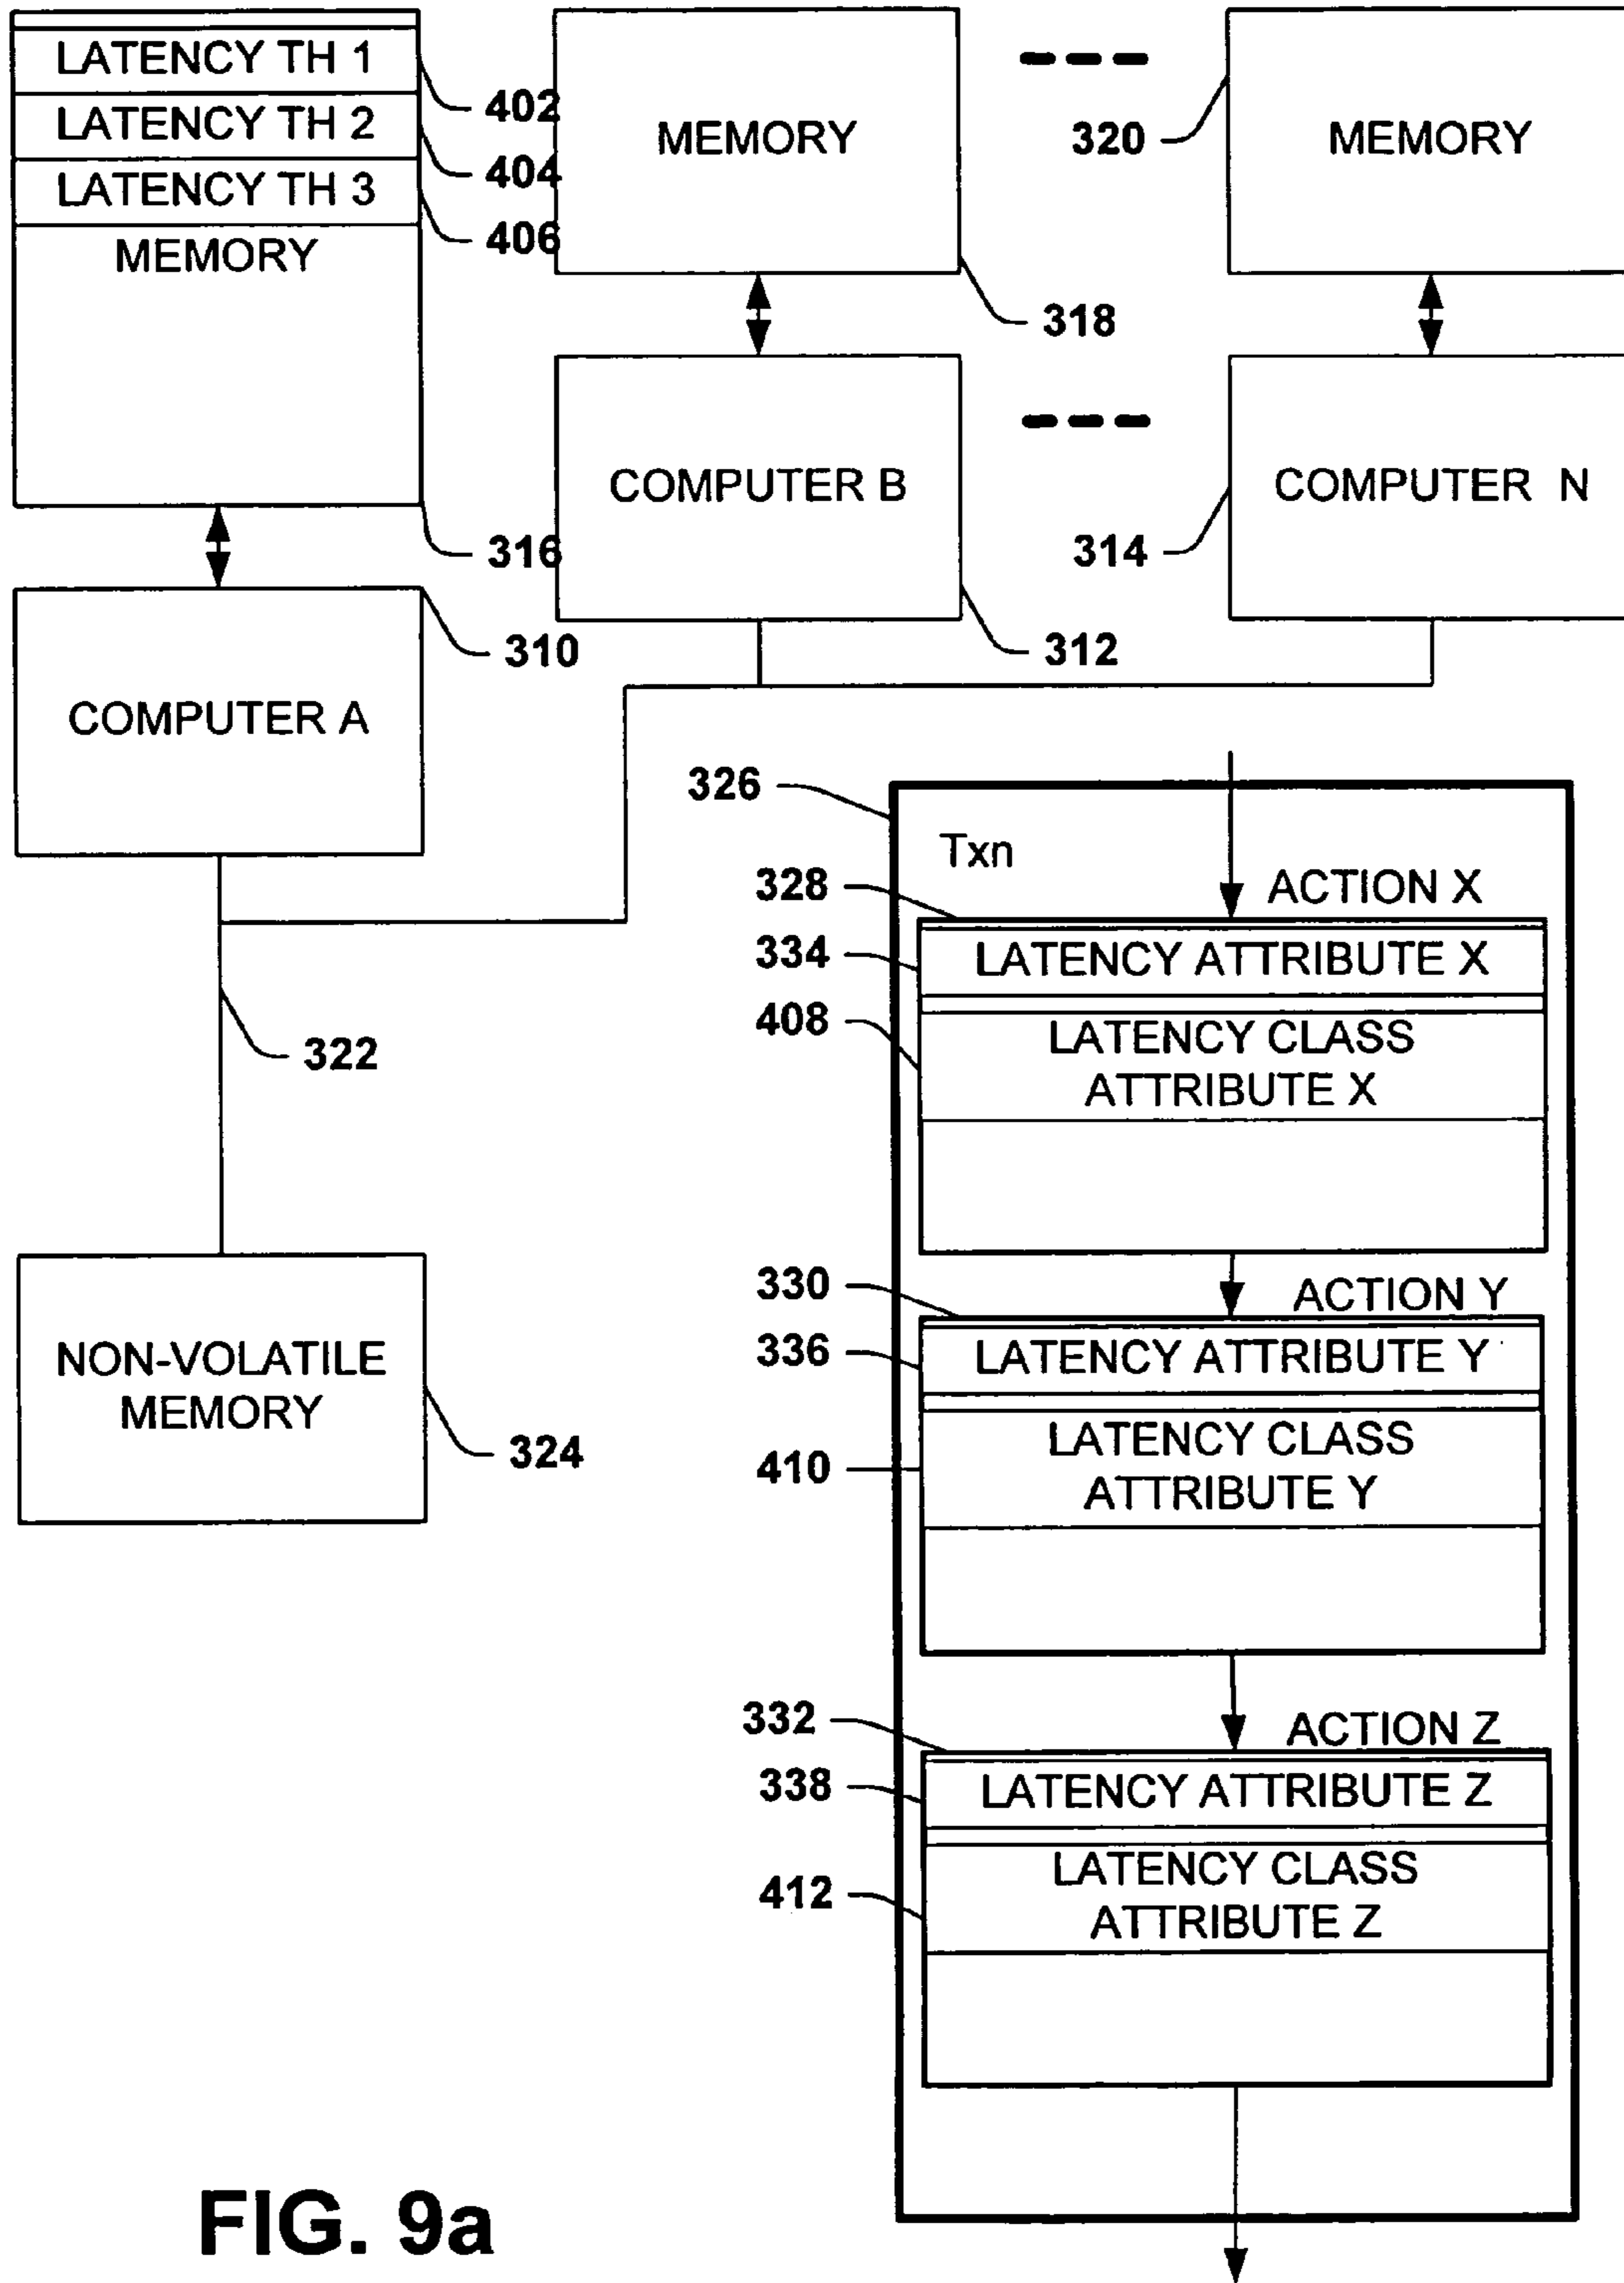 LATENCY TH 1
402
LATENCY TH 2
404
LATENCY TH 3
406
MEMORY
316
MEMORY
318
320
MEMORY
COMPUTER B
312
314
COMPUTER N
310
COMPUTER A
322
NON-VOLATILE
MEMORY
324
326
Txn
ACTION X
328
334
LATENCY ATTRIBUTE X
408
LATENCY CLASS
ATTRIBUTE X
330
ACTION Y
336
LATENCY ATTRIBUTE Y
410
LATENCY CLASS
ATTRIBUTE Y
332
ACTION Z
338
LATENCY ATTRIBUTE Z
412
LATENCY CLASS
ATTRIBUTE Z
FIG. 9a